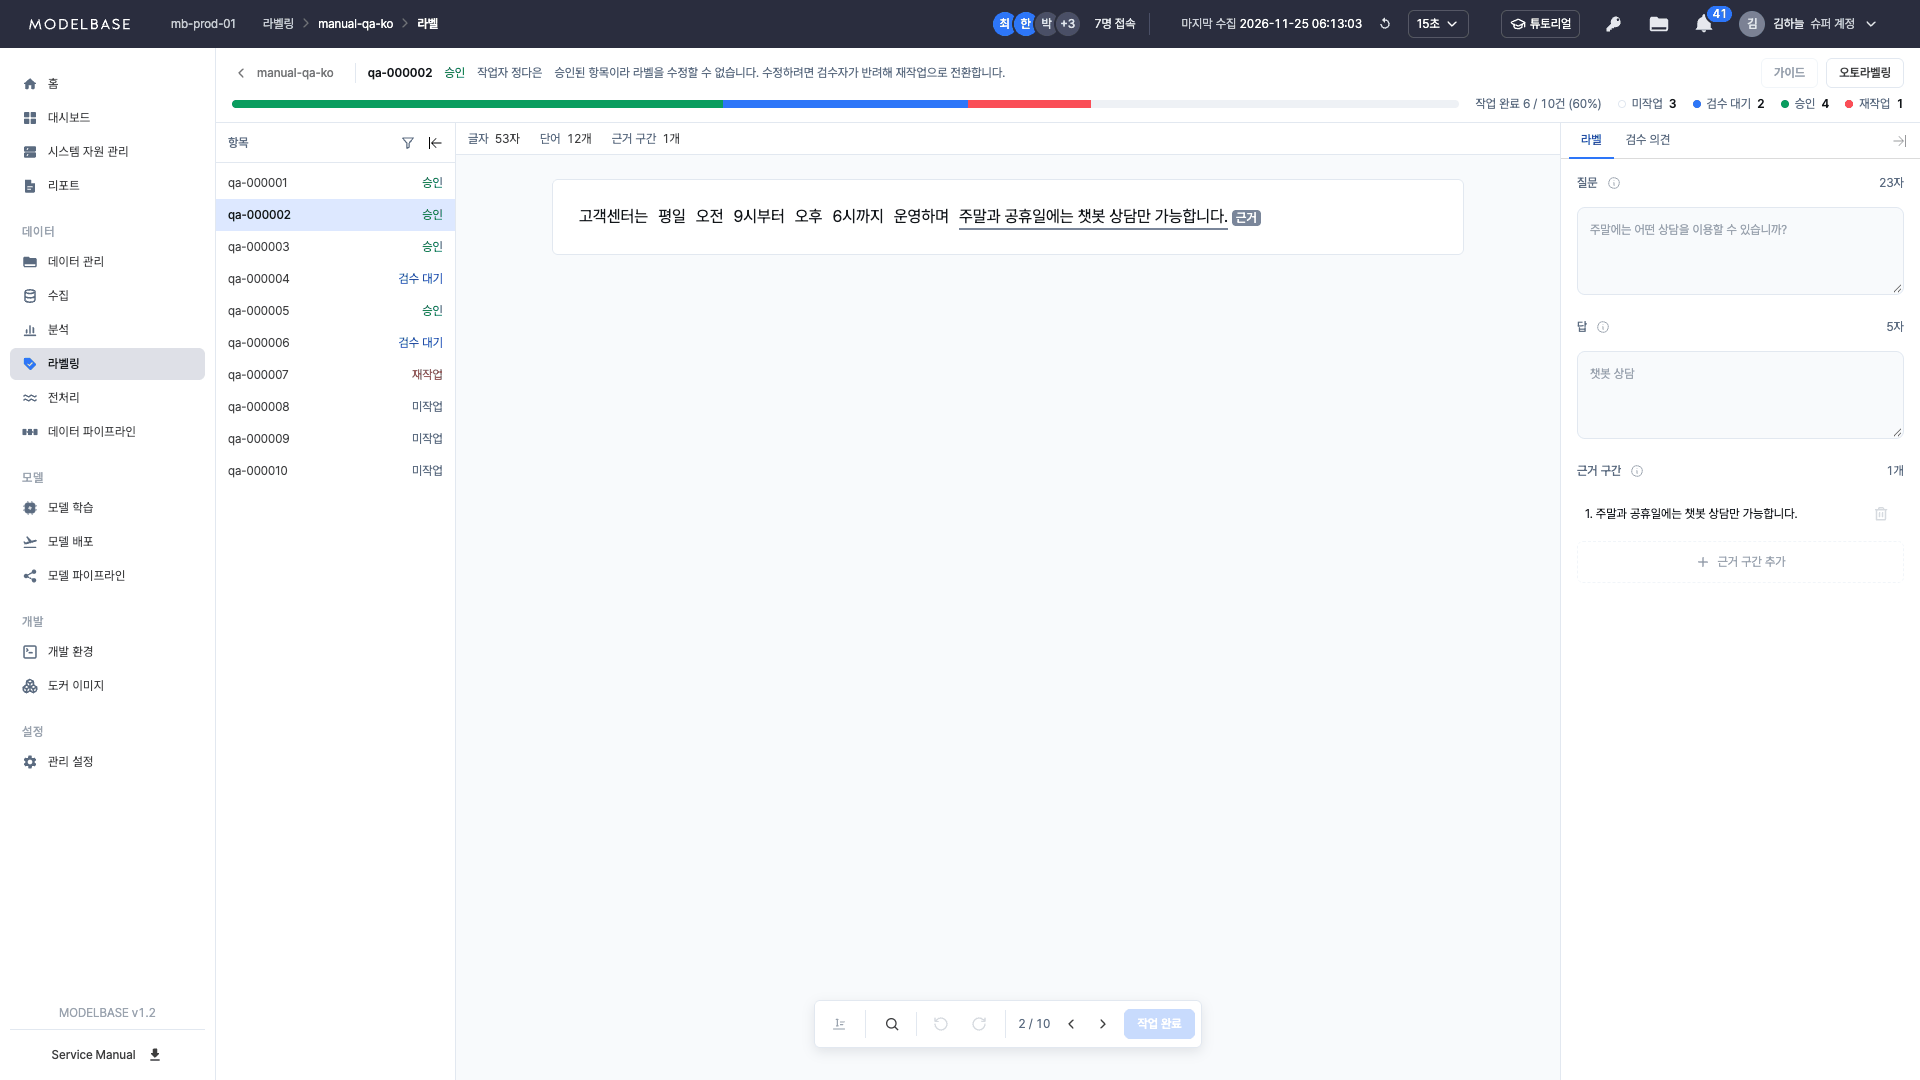 MODELBASE
mb-prod-01
라벨링 > manual-qa-ko > 라벨
최 한 박 +3 7명 접속
마지막 수집 2026-11-25 06:13:03
15초
튜토리얼
41
김 김하늘 슈퍼 계정
홈
대시보드
시스템 자원 관리
리포트
데이터
데이터 관리
수집
분석
라벨링
전처리
데이터 파이프라인
모델
모델 학습
모델 배포
모델 파이프라인
개발
개발 환경
도커 이미지
설정
관리 설정
MODELBASE v1.2
Service Manual
manual-qa-ko
qa-000002 승인 작업자 정다은 승인된 항목이라 라벨을 수정할 수 없습니다. 수정하려면 검수자가 반려해 재작업으로 전환합니다.
가이드
오토라벨링
작업 완료 6 / 10건 (60%) 미작업 3 검수 대기 2 승인 4 재작업 1
항목
qa-000001 승인
qa-000002 승인
qa-000003 승인
qa-000004 검수 대기
qa-000005 승인
qa-000006 검수 대기
qa-000007 재작업
qa-000008 미작업
qa-000009 미작업
qa-000010 미작업
글자 53자 단어 12개 근거 구간 1개
고객센터는 평일 오전 9시부터 오후 6시까지 운영하며 주말과 공휴일에는 챗봇 상담만 가능합니다. 근거
2 / 10
작업 완료
라벨 검수 의견
질문 23자
주말에는 어떤 상담을 이용할 수 있습니까?
답 5자
챗봇 상담
근거 구간 1개
1. 주말과 공휴일에는 챗봇 상담만 가능합니다.
근거 구간 추가